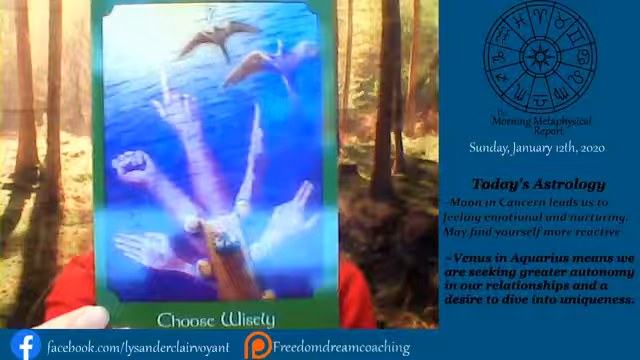 The
Morning Metaphysical
Report
Sunday, January 12th, 2020
Today's Astrology
~Moon in Cancern leads us to
feeling emotional and nurturing.
May find yourself more reactive
~Venus in Aquarius means we
are seeking greater autonomy
in our relationships and a
desire to dive into uniqueness.
Choose Wisely
facebook.com/lysanderclairvoyant
Freedomdreamcoaching